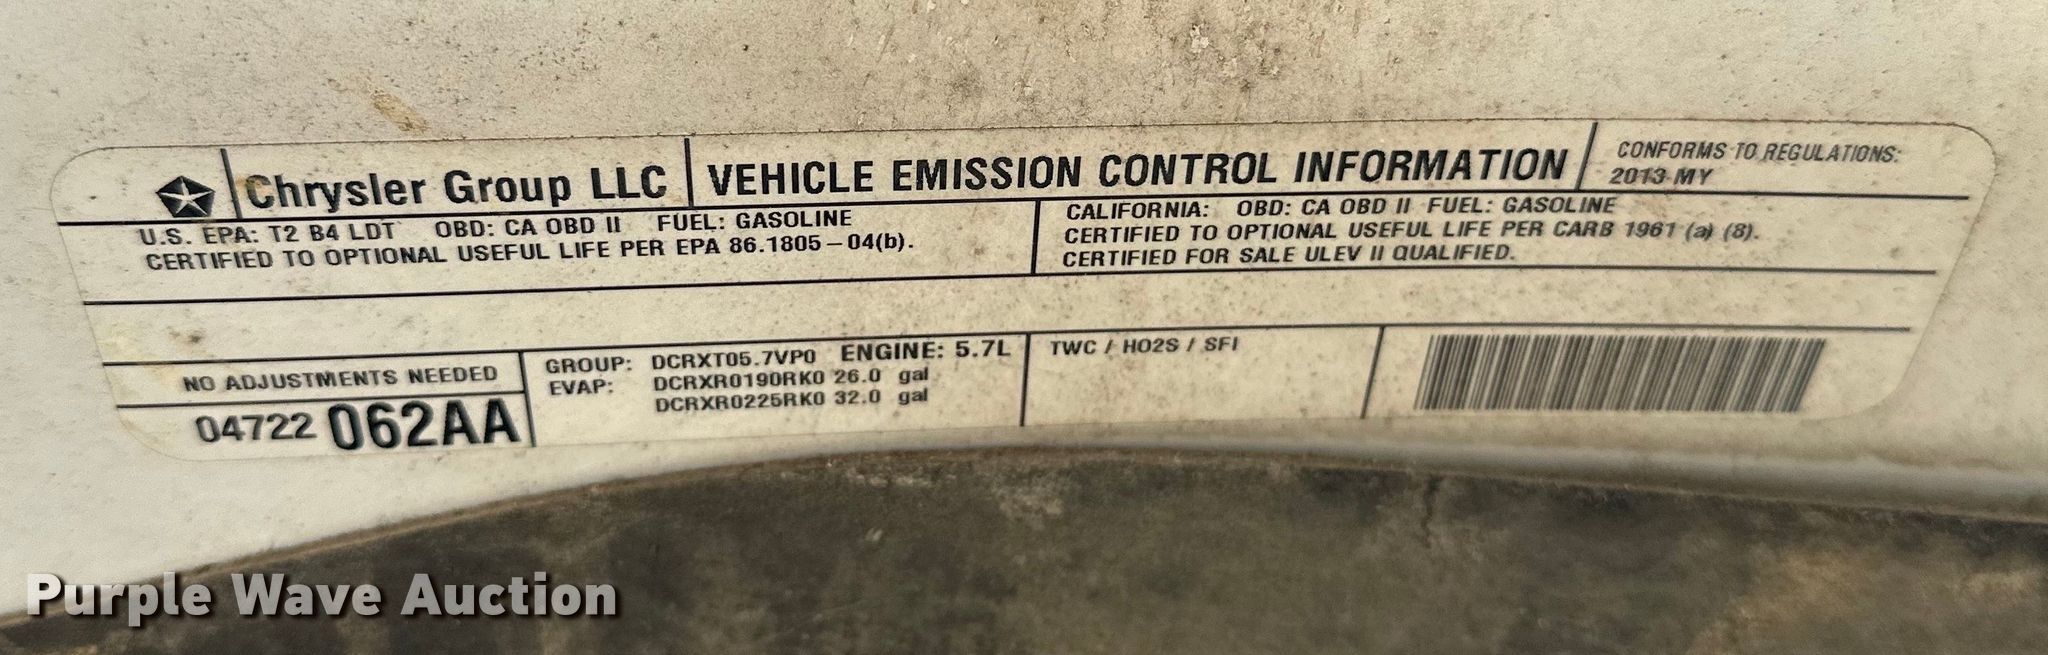 Chrysler Group LLC
VEHICLE EMISSION CONTROL INFORMATION
CONFORMS TO REGULATIONS:
2013 MY
U.S. EPA: T2 B4 LDT OBD: CA OBD II FUEL: GASOLINE
CERTIFIED TO OPTIONAL USEFUL LIFE PER EPA 86.1805-04(b).
CALIFORNIA: OBD: CA OBD II FUEL: GASOLINE
CERTIFIED TO OPTIONAL USEFUL LIFE PER CARB 1961 (a) (8).
CERTIFIED FOR SALE ULEV II QUALIFIED.
NO ADJUSTMENTS NEEDED
04722 062AA
GROUP: DCRXT05.7VP0 ENGINE: 5.7L
EVAP: DCRXR0190RK0 26.0 gal
DCRXR0225RK0 32.0 gal
TWC / HO2S / SFI
Purple Wave Auction